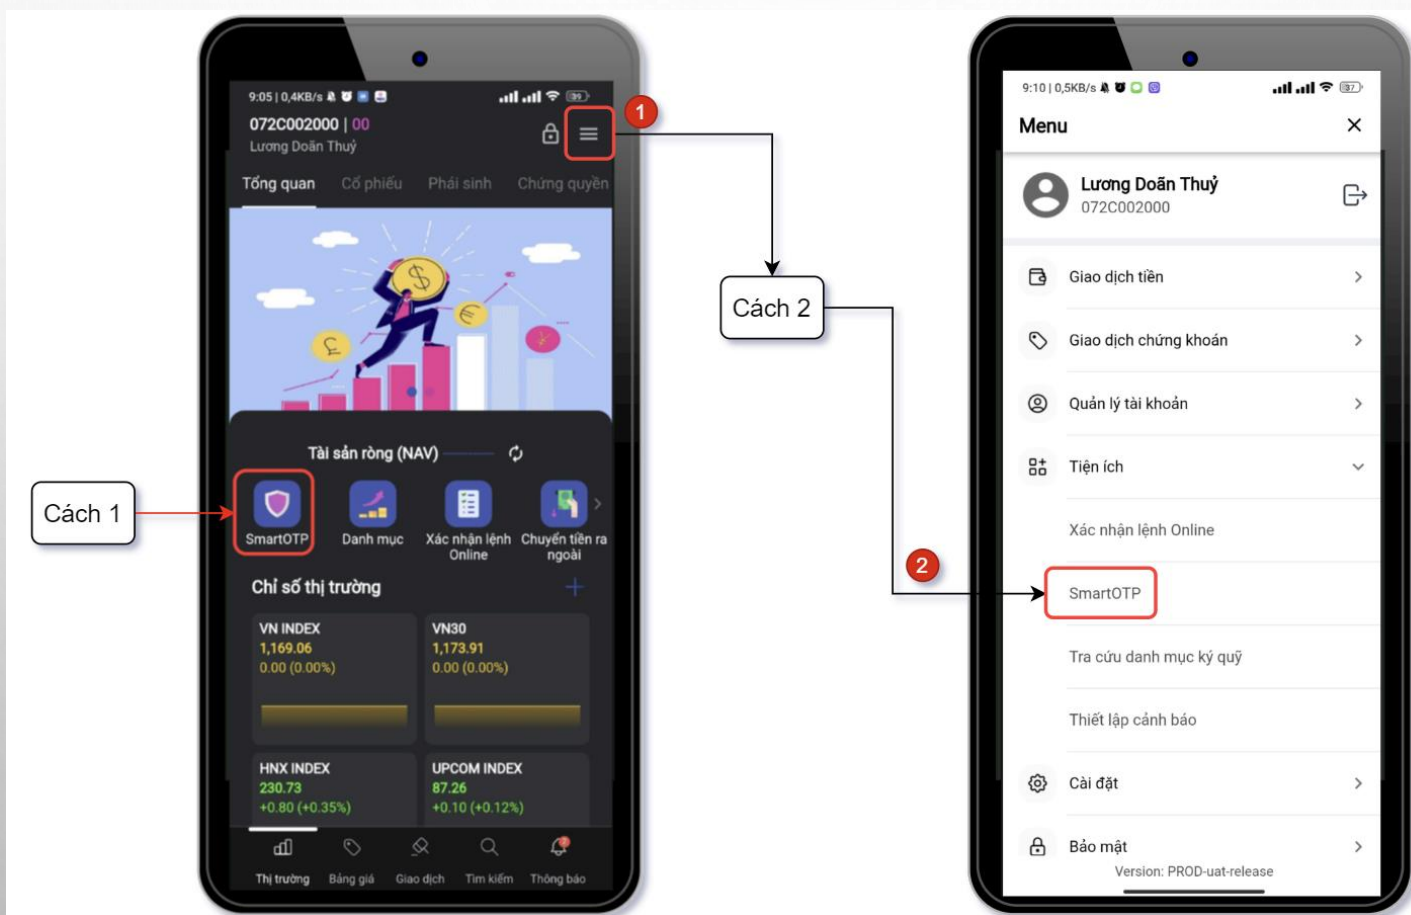 9:05 | 0,4KB/s
39
072C002000 | 00
Lương Doãn Thuỷ
Tổng quan
Cổ phiếu
Phái sinh
Chứng quyền
Tài sản ròng (NAV)
SmartOTP
Danh mục
Xác nhận lệnh
Online
Chuyển tiền ra
ngoài
Chỉ số thị trường
VN INDEX
1,169.06
0.00 (0.00%)
VN30
1,173.91
0.00 (0.00%)
HNX INDEX
230.73
+0.80 (+0.35%)
UPCOM INDEX
87.26
+0.10 (+0.12%)
Thị trường
Bảng giá
Giao dịch
Tìm kiếm
Thông báo
Cách 1
1
Cách 2
2
9:10 | 0,5KB/s
37
Menu
Lương Doãn Thuỷ
072C002000
Giao dịch tiền
Giao dịch chứng khoán
Quản lý tài khoản
Tiện ích
Xác nhận lệnh Online
SmartOTP
Tra cứu danh mục ký quỹ
Thiết lập cảnh báo
Cài đặt
Bảo mật
Version: PROD-uat-release